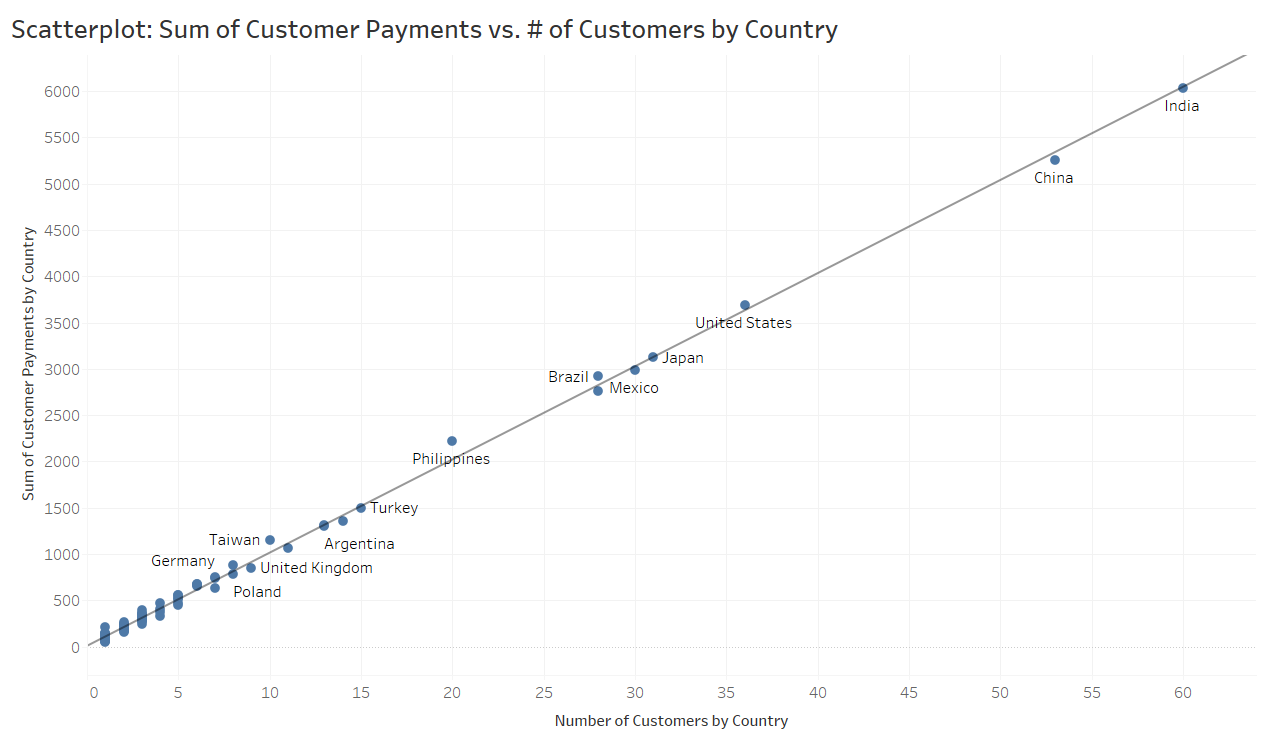 Scatterplot: Sum of Customer Payments vs. # of Customers by Country
Sum of Customer Payments by Country
6000
5500
5000
4500
4000
3500
3000
2500
2000
1500
1000
500
0
India
China
United States
Japan
Brazil
Mexico
Philippines
Turkey
Taiwan
Argentina
Germany
United Kingdom
Poland
0 5 10 15 20 25 30 35 40 45 50 55 60
Number of Customers by Country